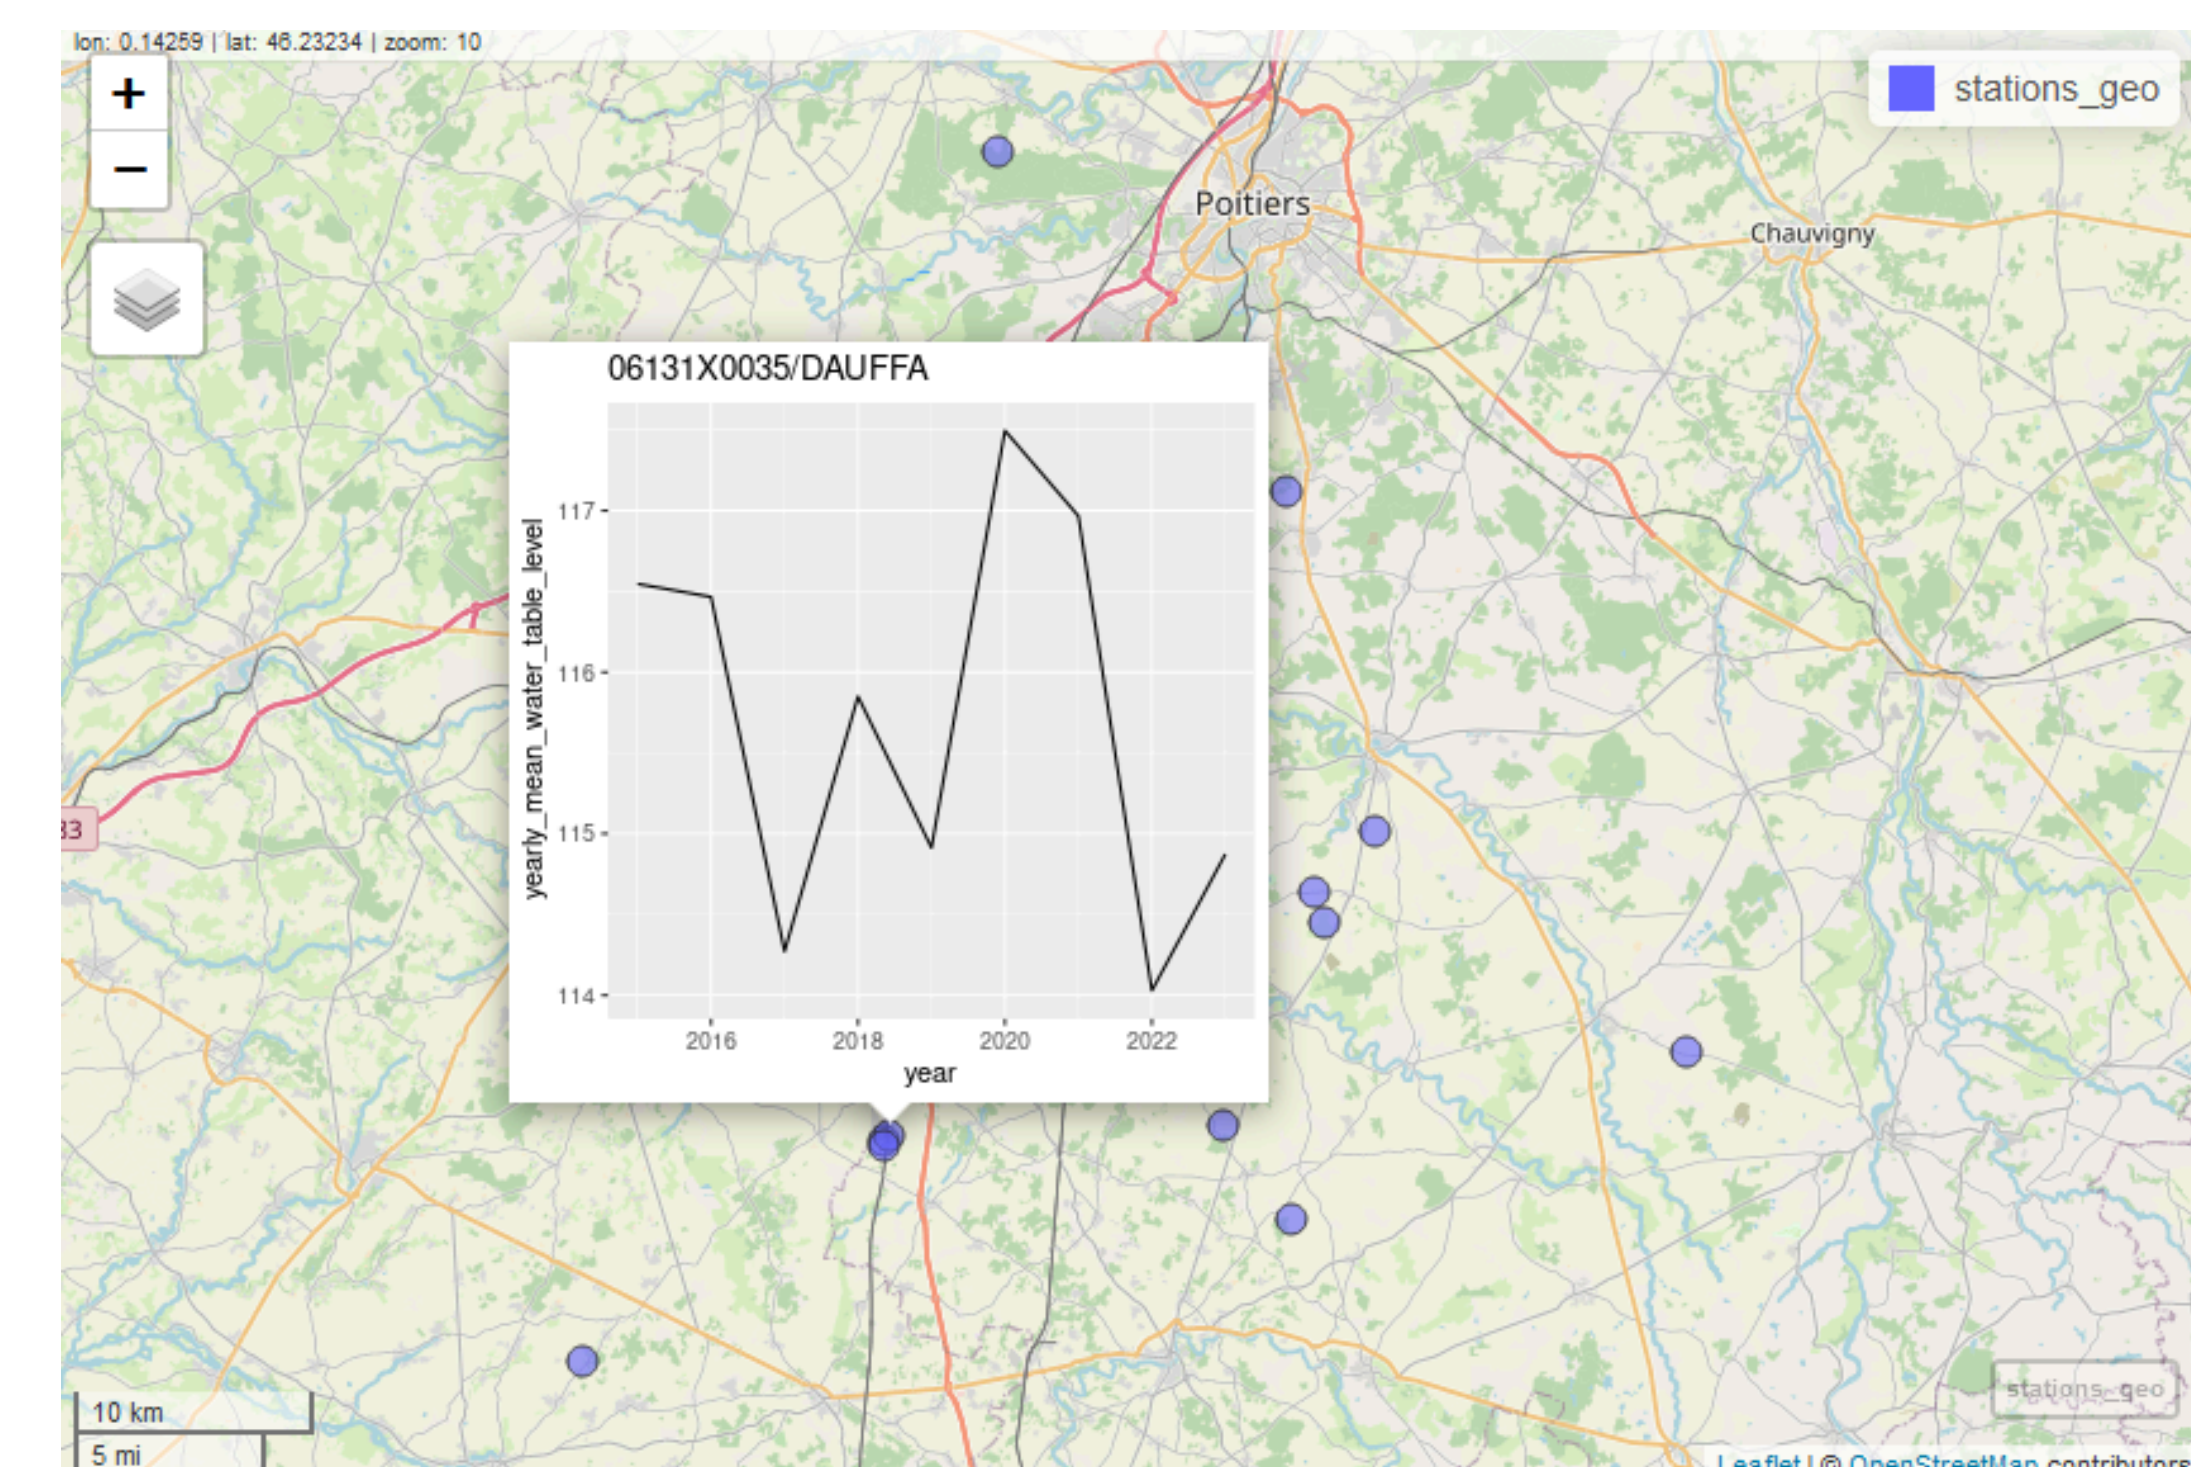 lon: 0.14259 | lat: 46.23234 | zoom: 10
+
−
stations_geo
Poitiers
Chauvigny
06131X0035/DAUFFA
yearly_mean_water_table_level
117
116
115
114
2016 2018 2020 2022
year
33
stations_geo
10 km
5 mi
Leaflet | © OpenStreetMap contributors